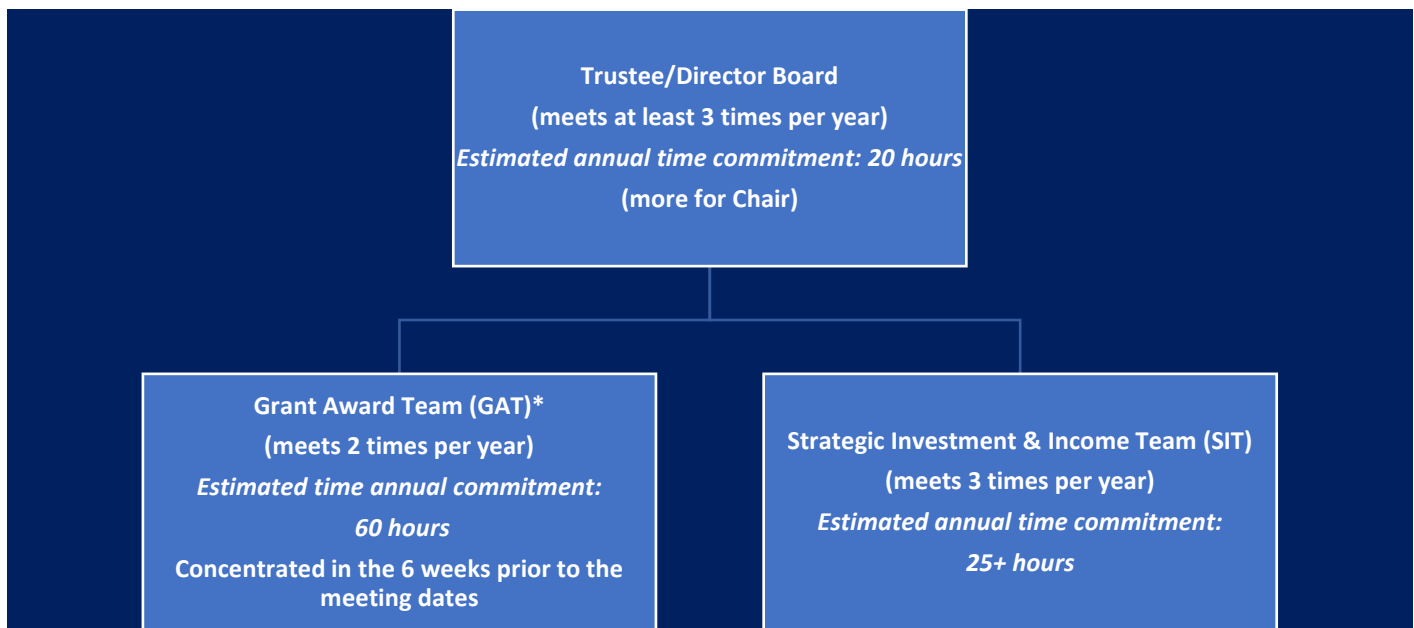 Trustee/Director Board
(meets at least 3 times per year)
Estimated annual time commitment: 20 hours
(more for Chair)
Grant Award Team (GAT)*
(meets 2 times per year)
Estimated time annual commitment:
60 hours
Concentrated in the 6 weeks prior to the
meeting dates
Strategic Investment & Income Team (SIT)
(meets 3 times per year)
Estimated annual time commitment:
25+ hours